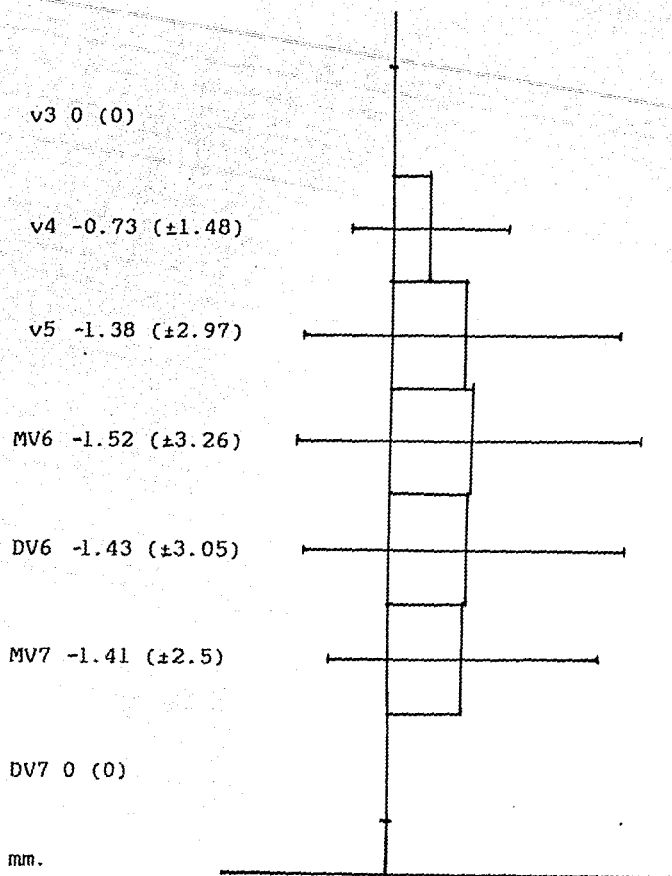 v3 0 (0)
v4 -0.73 (±1.48)
v5 -1.38 (±2.97)
MV6 -1.52 (±3.26)
DV6 -1.43 (±3.05)
MV7 -1.41 (±2.5)
DV7 0 (0)
mm.